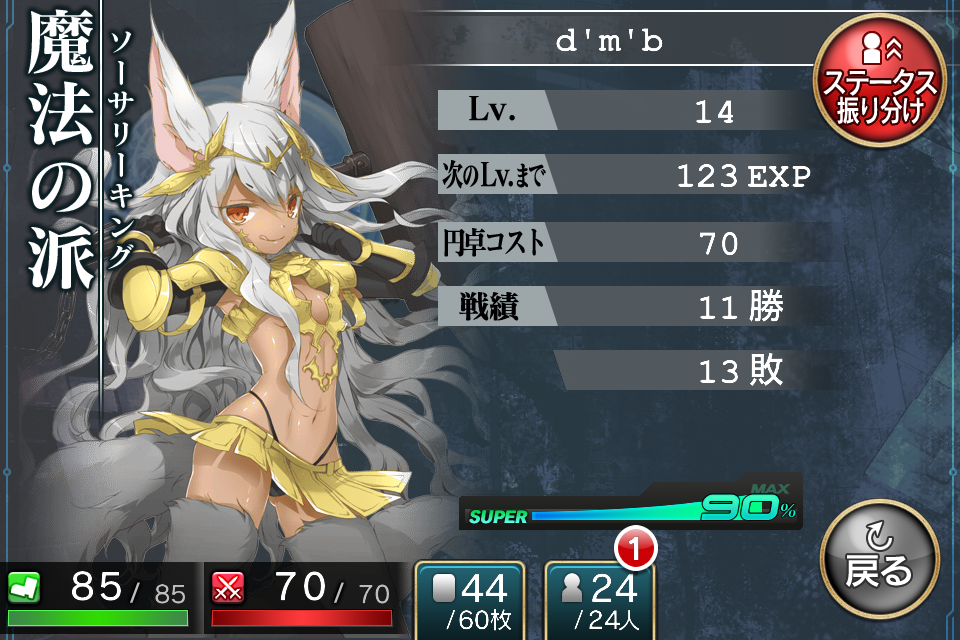 魔法の派
ソーサリーキング
d'm'b
ステータス
振り分け
Lv. 14
次のLv.まで 123 EXP
円卓コスト 70
戦績 11 勝
13 敗
SUPER 90% MAX
戻る
85/ 85
70/ 70
44
/60枚
1
24
/24人